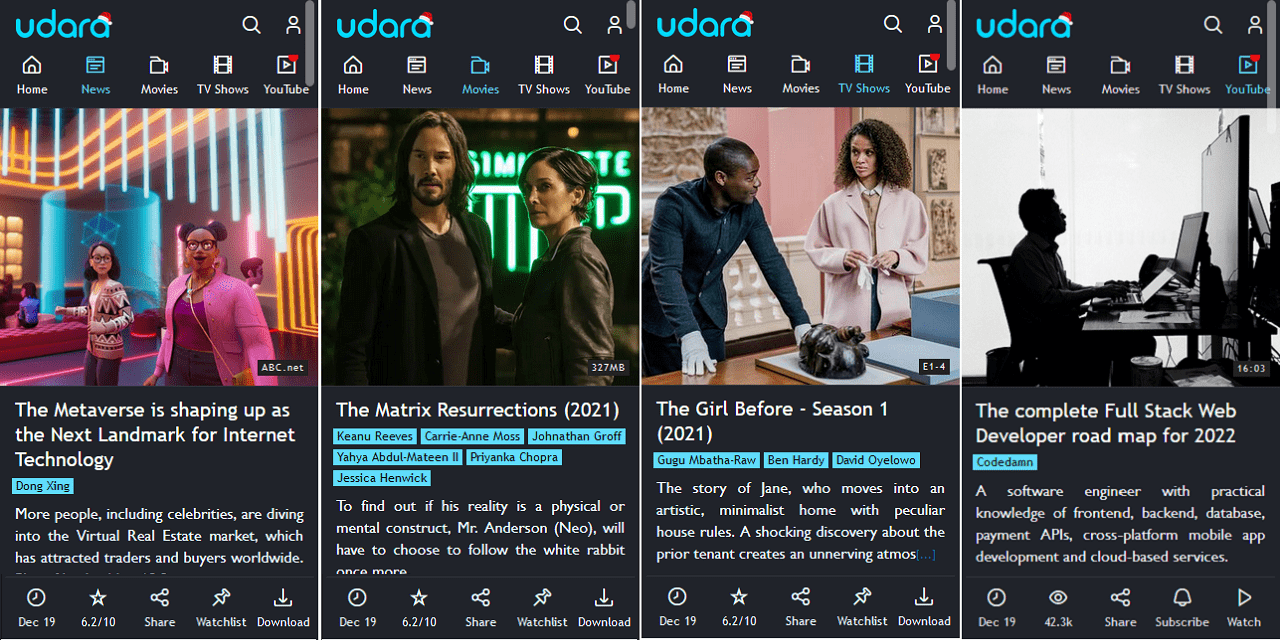 udara
Home News Movies TV Shows YouTube
ABC.net
The Metaverse is shaping up as
the Next Landmark for Internet
Technology
Dong Xing
More people, including celebrities, are diving
into the Virtual Real Estate market, which
has attracted traders and buyers worldwide.
Dec 19 6.2/10 Share Watchlist Download
udara
Home News Movies TV Shows YouTube
327MB
The Matrix Resurrections (2021)
Keanu Reeves Carrie-Anne Moss Johnathan Groff
Yahya Abdul-Mateen II Priyanka Chopra
Jessica Henwick
To find out if his reality is a physical or
mental construct, Mr. Anderson (Neo), will
have to choose to follow the white rabbit
once more
Dec 19 6.2/10 Share Watchlist Download
udara
Home News Movies TV Shows YouTube
E1-4
The Girl Before - Season 1
(2021)
Gugu Mbatha-Raw Ben Hardy David Oyelowo
The story of Jane, who moves into an
artistic, minimalist home with peculiar
house rules. A shocking discovery about the
prior tenant creates an unnerving atmos[...]
Dec 19 6.2/10 Share Watchlist Download
udara
Home News Movies TV Shows YouTube
16:03
The complete Full Stack Web
Developer road map for 2022
Codedamn
A software engineer with practical
knowledge of frontend, backend, database,
payment APIs, cross-platform mobile app
development and cloud-based services.
Dec 19 42.3k Share Subscribe Watch